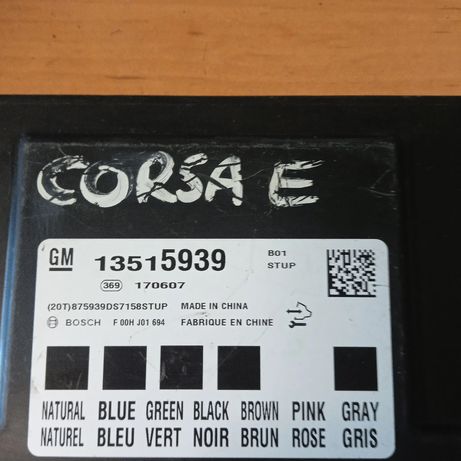 CORSA E
GM 13515939 B01
STUP
369 170607
(20T)875939DS7158STUP MADE IN CHINA
BOSCH F 00H J01 694 FABRIQUE EN CHINE
NATURAL BLUE GREEN BLACK BROWN PINK GRAY
NATUREL BLEU VERT NOIR BRUN ROSE GRIS